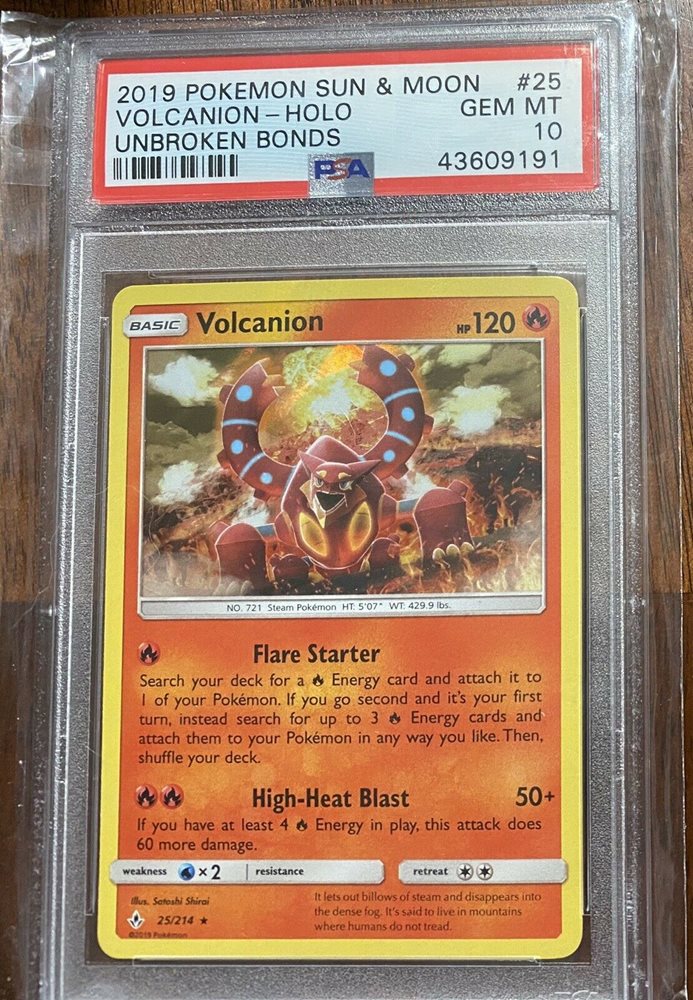 2019 POKEMON SUN & MOON #25
VOLCANION - HOLO GEM MT
UNBROKEN BONDS 10
PSA 43609191
BASIC Volcanion HP 120
NO. 721 Steam Pokémon HT: 5'07" WT: 429.9 lbs.
Flare Starter
Search your deck for a Energy card and attach it to
1 of your Pokémon. If you go second and it's your first
turn, instead search for up to 3 Energy cards and
attach them to your Pokémon in any way you like. Then,
shuffle your deck.
High-Heat Blast 50+
If you have at least 4 Energy in play, this attack does
60 more damage.
weakness ×2 resistance retreat
Illus. Satoshi Shirai
25/214 ★
©2019 Pokémon
It lets out billows of steam and disappears into
the dense fog. It's said to live in mountains
where humans do not tread.